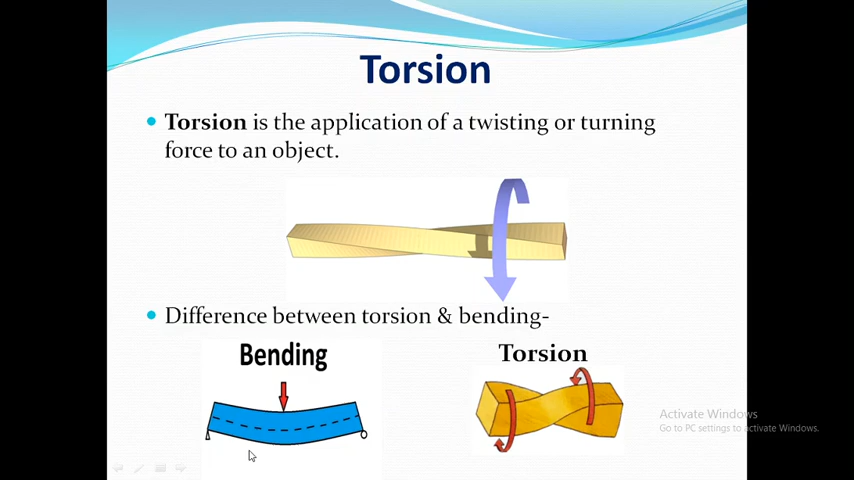 Torsion
Torsion is the application of a twisting or turning
force to an object.
Difference between torsion & bending-
Bending
Torsion
Activate Windows
Go to PC settings to activate Windows.